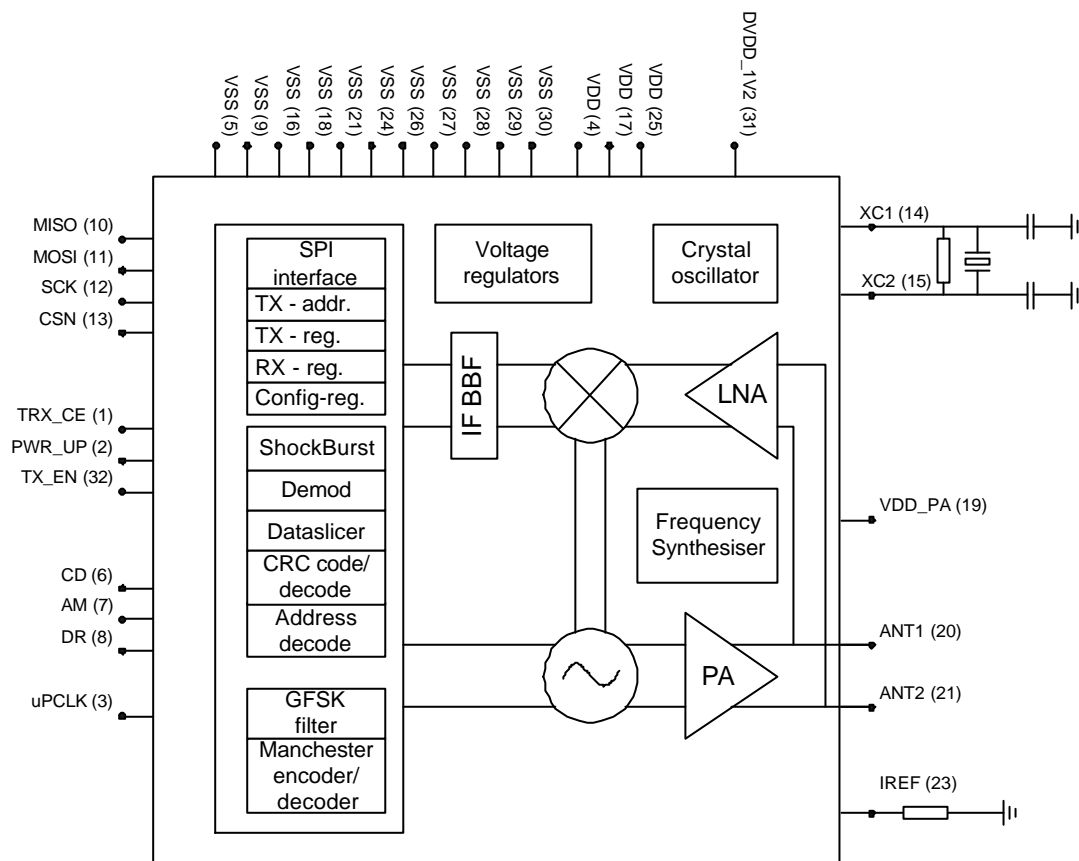 VSS (5)
VSS (9)
VSS (16)
VSS (18)
VSS (21)
VSS (24)
VSS (26)
VSS (27)
VSS (28)
VSS (29)
VSS (30)
VDD (4)
VDD (17)
VDD (25)
DVDD_1V2 (31)
MISO (10)
MOSI (11)
SCK (12)
CSN (13)
TRX_CE (1)
PWR_UP (2)
TX_EN (32)
CD (6)
AM (7)
DR (8)
uPCLK (3)
SPI
interface
TX - addr.
TX - reg.
RX - reg.
Config-reg.
ShockBurst
Demod
Dataslicer
CRC code/
decode
Address
decode
GFSK
filter
Manchester
encoder/
decoder
Voltage
regulators
Crystal
oscillator
IF BBF
LNA
Frequency
Synthesiser
PA
XC1 (14)
XC2 (15)
VDD_PA (19)
ANT1 (20)
ANT2 (21)
IREF (23)